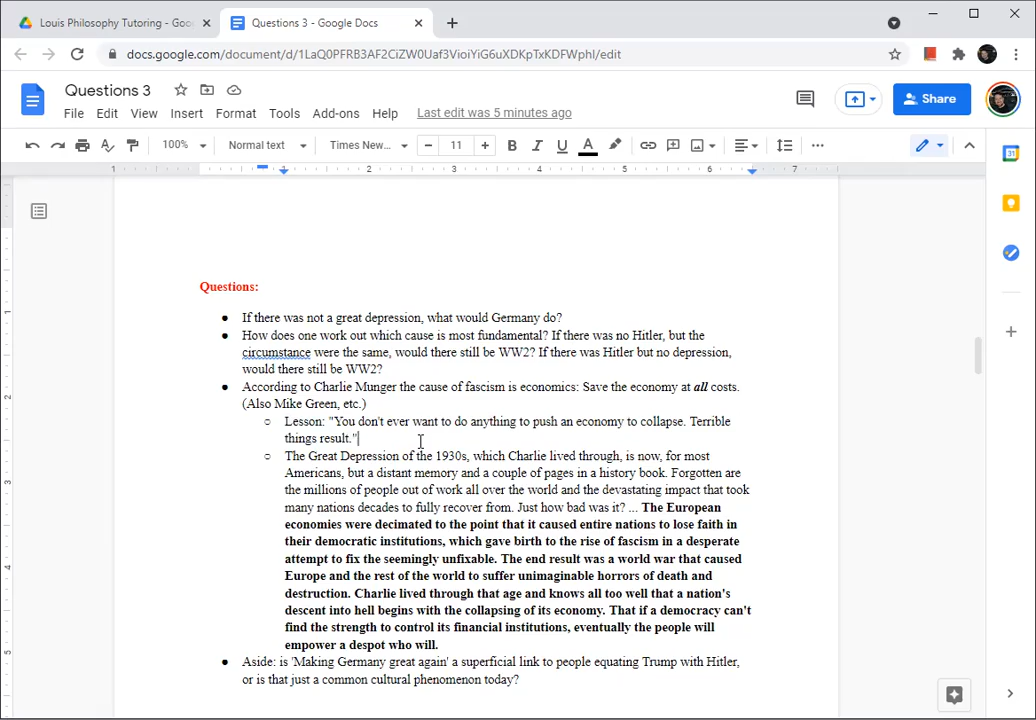 Louis Philosophy Tutoring - Goo
Questions 3 - Google Docs
docs.google.com/document/d/1LaQ0PFRB3AF2CiZW0Uaf3VioiYiG6uXDKpTxKDFWphI/edit
Questions 3
File Edit View Insert Format Tools Add-ons Help Last edit was 5 minutes ago
Share
100% Normal text Times New... 11 B I U A
1 1 2 3 4 5 6 7
31
Questions:
● If there was not a great depression, what would Germany do?
● How does one work out which cause is most fundamental? If there was no Hitler, but the
circumstance were the same, would there still be WW2? If there was Hitler but no depression,
would there still be WW2?
● According to Charlie Munger the cause of fascism is economics: Save the economy at all costs.
(Also Mike Green, etc.)
○ Lesson: "You don't ever want to do anything to push an economy to collapse. Terrible
things result."
○ The Great Depression of the 1930s, which Charlie lived through, is now, for most
Americans, but a distant memory and a couple of pages in a history book. Forgotten are
the millions of people out of work all over the world and the devastating impact that took
many nations decades to fully recover from. Just how bad was it? ... The European
economies were decimated to the point that it caused entire nations to lose faith in
their democratic institutions, which gave birth to the rise of fascism in a desperate
attempt to fix the seemingly unfixable. The end result was a world war that caused
Europe and the rest of the world to suffer unimaginable horrors of death and
destruction. Charlie lived through that age and knows all too well that a nation's
descent into hell begins with the collapsing of its economy. That if a democracy can't
find the strength to control its financial institutions, eventually the people will
empower a despot who will.
● Aside: is 'Making Germany great again' a superficial link to people equating Trump with Hitler,
or is that just a common cultural phenomenon today?
1
2
3
4
5